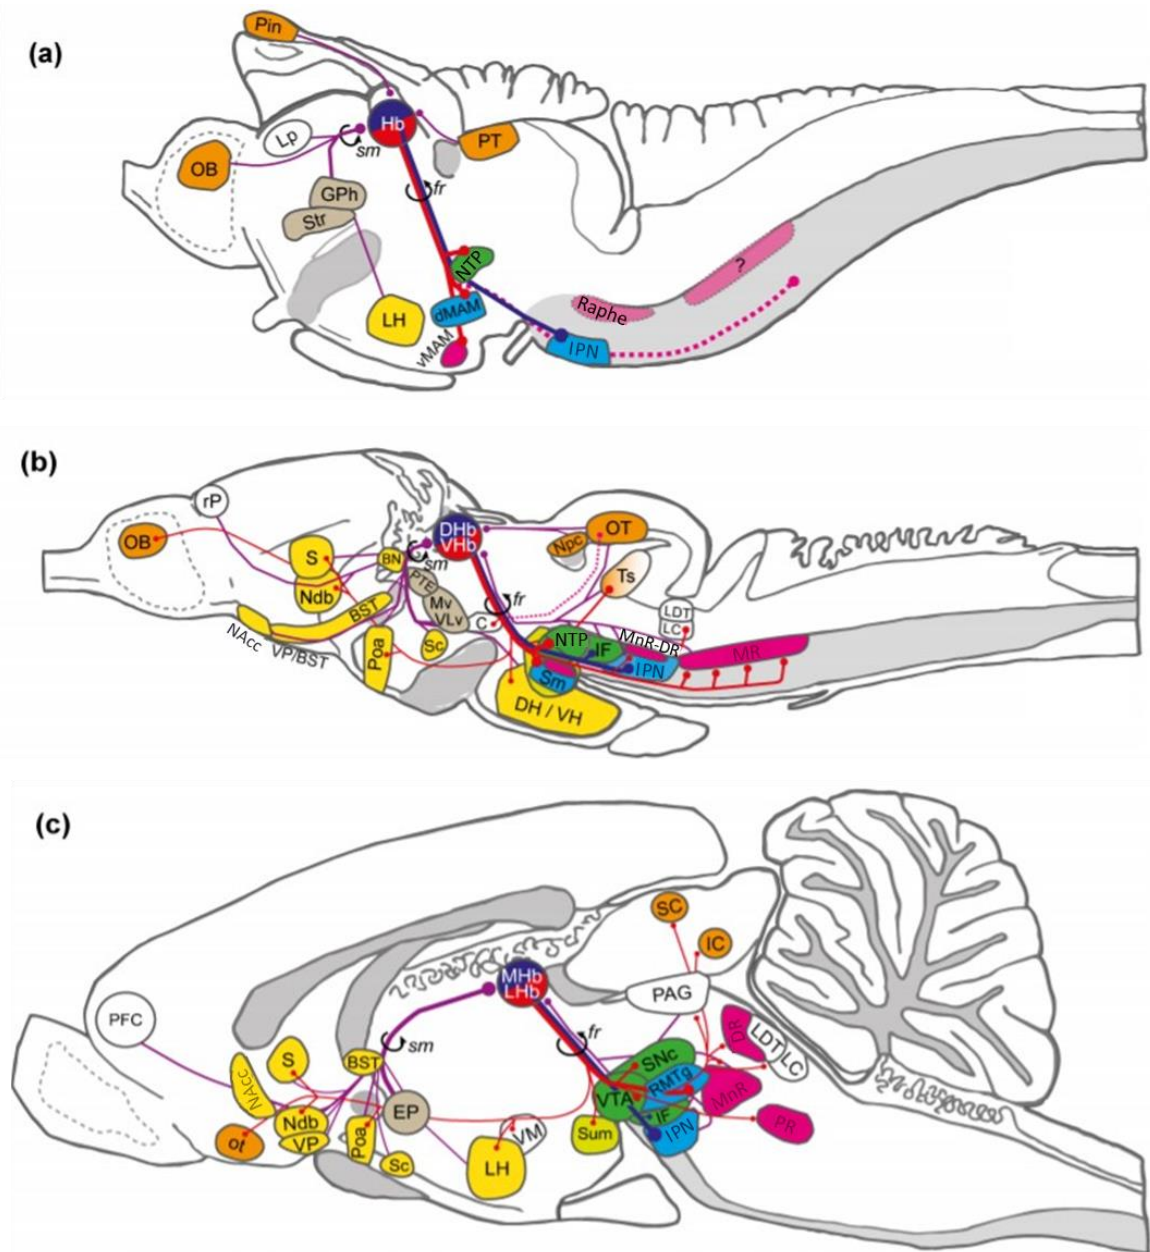 (a)
Pin
Hb
Lp
sm
PT
OB
GPh
Str
fr
NTP
LH
dMAM
vMAM
Raphe
?
IPN
(b)
rP
OB
DHb
VHb
OT
Npc
S
BN
sm
PTE
Ts
Ndb
Mv
VLv
fr
LDT
LC
BST
C
NAcc
VP/BST
Poa
Sc
NTP
IF
MnR-DR
IPN
MR
Sm
DH / VH
(c)
SC
IC
MHb
LHb
PAG
PFC
sm
fr
DR
LDT
LC
S
BST
SNc
NAcc
RMTg
VTA
MnR
EP
IF
Ndb
VP
ot
Poa
Sc
VM
LH
Sum
IPN
PR